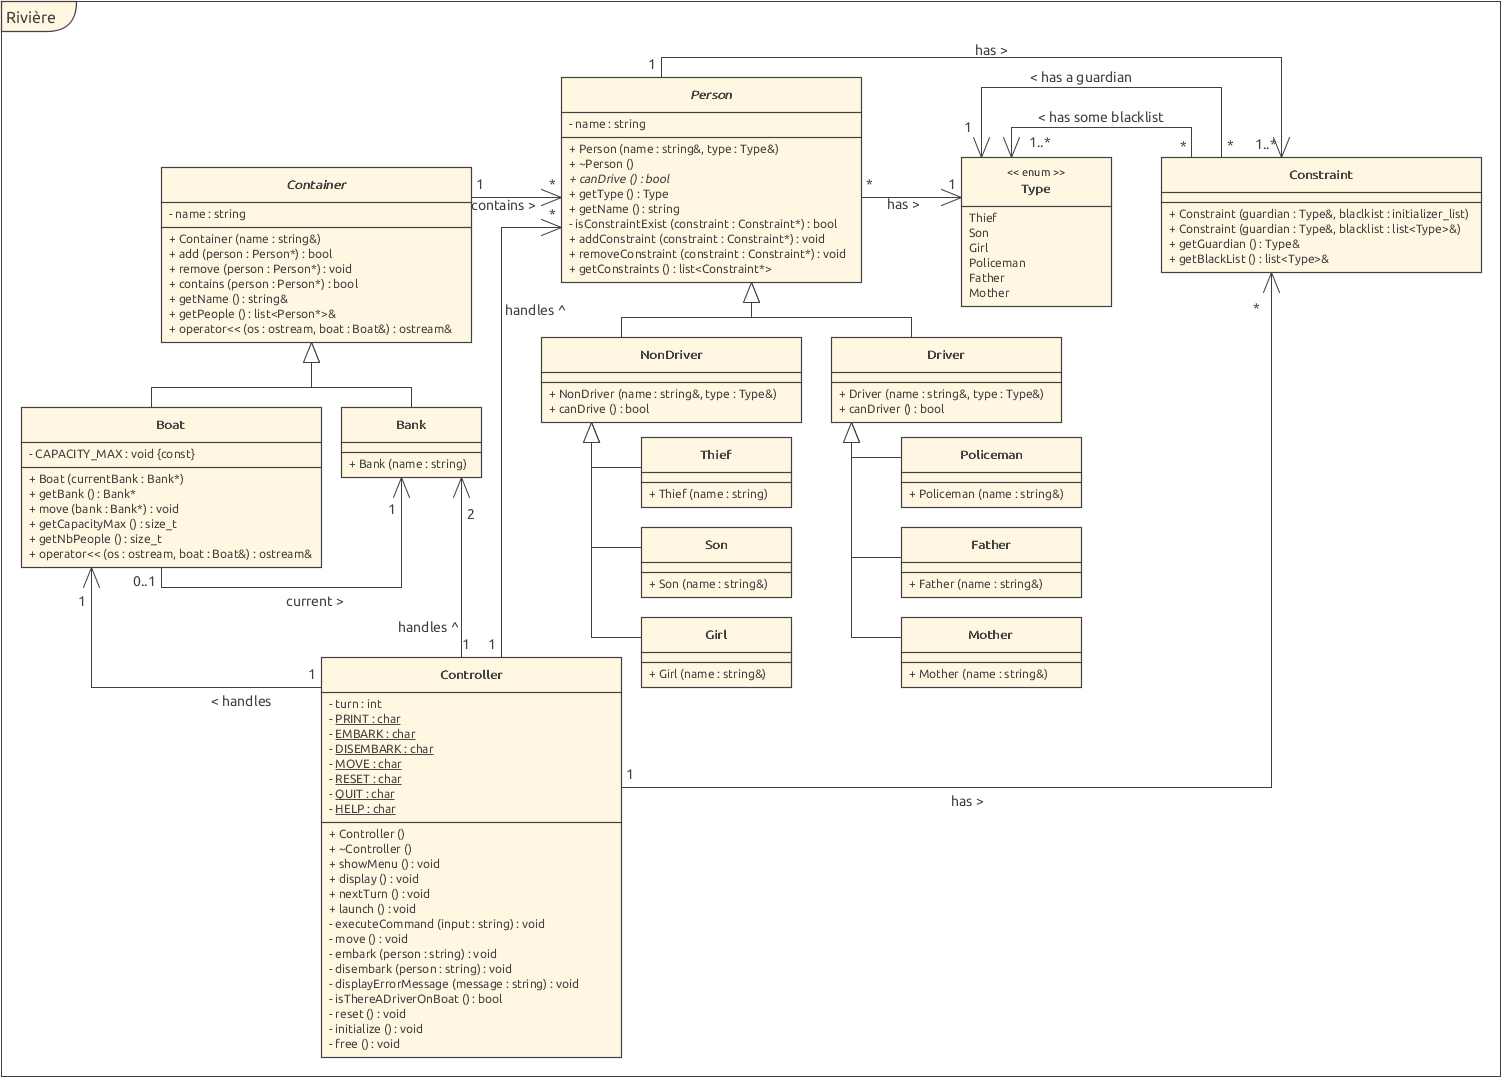 Rivière
has >
1
Person
- name : string
+ Person (name : string&, type : Type&)
+ ~Person ()
+ canDrive () : bool
+ getType () : Type
+ getName () : string
- isConstraintExist (constraint : Constraint*) : bool
+ addConstraint (constraint : Constraint*) : void
+ removeConstraint (constraint : Constraint*) : void
+ getConstraints () : list<Constraint*>
< has a guardian
< has some blacklist
1
1..*
*
*
1..*
<< enum >>
Type
Thief
Son
Girl
Policeman
Father
Mother
Constraint
+ Constraint (guardian : Type&, blaclkist : initializer_list)
+ Constraint (guardian : Type&, blacklist : list<Type>&)
+ getGuardian () : Type&
+ getBlackList () : list<Type>&
Container
- name : string
+ Container (name : string&)
+ add (person : Person*) : bool
+ remove (person : Person*) : void
+ contains (person : Person*) : bool
+ getName () : string&
+ getPeople () : list<Person*>&
+ operator<< (os : ostream, boat : Boat&) : ostream&
1
*
contains >
*
*
1
has >
handles ^
*
NonDriver
+ NonDriver (name : string&, type : Type&)
+ canDrive () : bool
Driver
+ Driver (name : string&, type : Type&)
+ canDriver () : bool
Boat
- CAPACITY_MAX : void {const}
+ Boat (currentBank : Bank*)
+ getBank () : Bank*
+ move (bank : Bank*) : void
+ getCapacityMax () : size_t
+ getNbPeople () : size_t
+ operator<< (os : ostream, boat : Boat&) : ostream&
Bank
+ Bank (name : string)
1
2
0..1
1
current >
Thief
+ Thief (name : string)
Policeman
+ Policeman (name : string&)
Son
+ Son (name : string&)
Father
+ Father (name : string&)
Girl
+ Girl (name : string&)
Mother
+ Mother (name : string&)
handles ^
1
1
1
< handles
Controller
- turn : int
- PRINT : char
- EMBARK : char
- DISEMBARK : char
- MOVE : char
- RESET : char
- QUIT : char
- HELP : char
+ Controller ()
+ ~Controller ()
+ showMenu () : void
+ display () : void
+ nextTurn () : void
+ launch () : void
- executeCommand (input : string) : void
- move () : void
- embark (person : string) : void
- disembark (person : string) : void
- displayErrorMessage (message : string) : void
- isThereADriverOnBoat () : bool
- reset () : void
- initialize () : void
- free () : void
1
has >